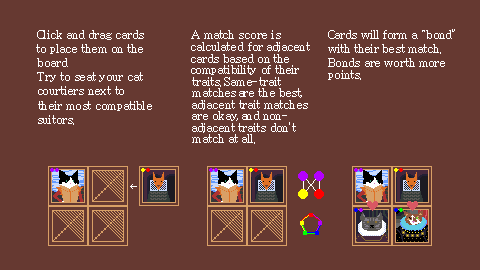 Click and drag cards
to place them on the
board
Try to seat your cat
courtiers next to
their most compatible
suitors.
A match score is
calculated for adjacent
cards based on the
compatibility of their
traits. Same-trait
matches are the best,
adjacent trait matches
are okay, and non-
adjacent traits don't
match at all.
Cards will form a "bond"
with their best match.
Bonds are worth more
points.